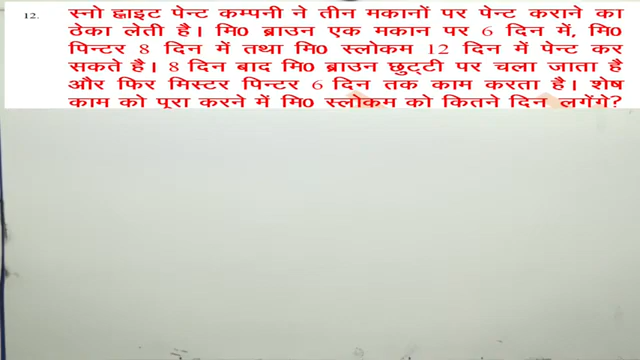 12. स्नो ह्वाइट पेन्ट कम्पनी ने तीन मकानों पर पेन्ट कराने का
ठेका लेती है। मि0 ब्राउन एक मकान पर 6 दिन में, मि0
पिन्टर 8 दिन में तथा मि0 स्लोकम 12 दिन में पेन्ट कर
सकते है। 8 दिन बाद मि0 ब्राउन छुट्टी पर चला जाता है
और फिर मिस्टर पिन्टर 6 दिन तक काम करता है। शेष
काम को पूरा करने में मि0 स्लोकम को कितने दिन लगेंगे?